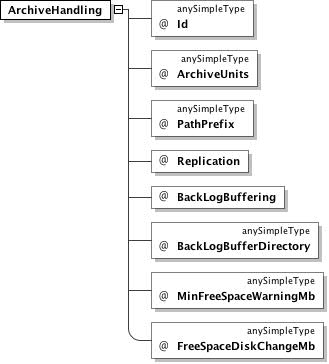 ArchiveHandling
anySimpleType
@ Id
anySimpleType
@ ArchiveUnits
anySimpleType
@ PathPrefix
@ Replication
@ BackLogBuffering
anySimpleType
@ BackLogBufferDirectory
anySimpleType
@ MinFreeSpaceWarningMb
anySimpleType
@ FreeSpaceDiskChangeMb